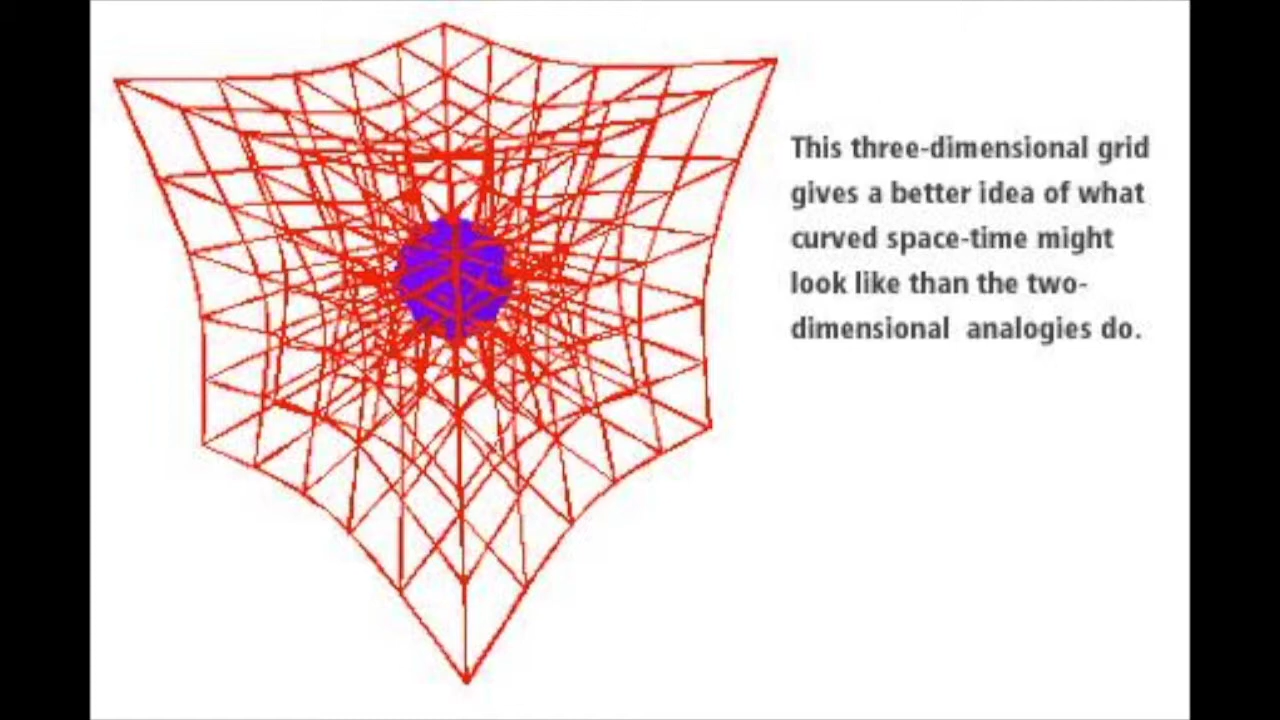 This three-dimensional grid
gives a better idea of what
curved space-time might
look like than the two-
dimensional  analogies do.